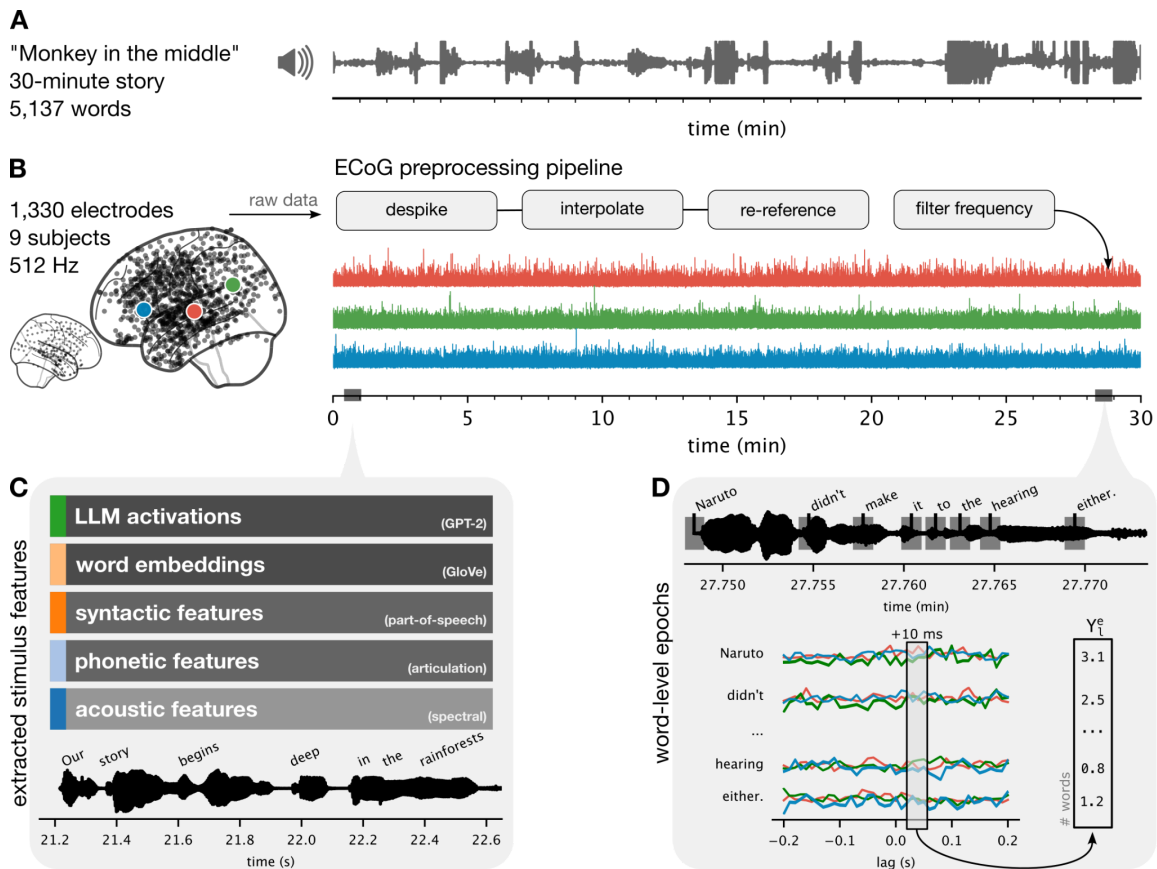 A
"Monkey in the middle"
30-minute story
5,137 words
time (min)
B
1,330 electrodes
9 subjects
512 Hz
raw data
ECoG preprocessing pipeline
despike
interpolate
re-reference
filter frequency
0 5 10 15 20 25 30
time (min)
C
extracted stimulus features
LLM activations (GPT-2)
word embeddings (GloVe)
syntactic features (part-of-speech)
phonetic features (articulation)
acoustic features (spectral)
Our story begins deep in the rainforests
21.2 21.4 21.6 21.8 22.0 22.2 22.4 22.6
time (s)
D
word-level epochs
Naruto didn't make it to the hearing either.
27.750 27.755 27.760 27.765 27.770
time (min)
+10 ms
Naruto
didn't
...
hearing
either.
−0.2 −0.1 0.0 0.1 0.2
lag (s)
Y e l
3.1
2.5
...
0.8
1.2
# words